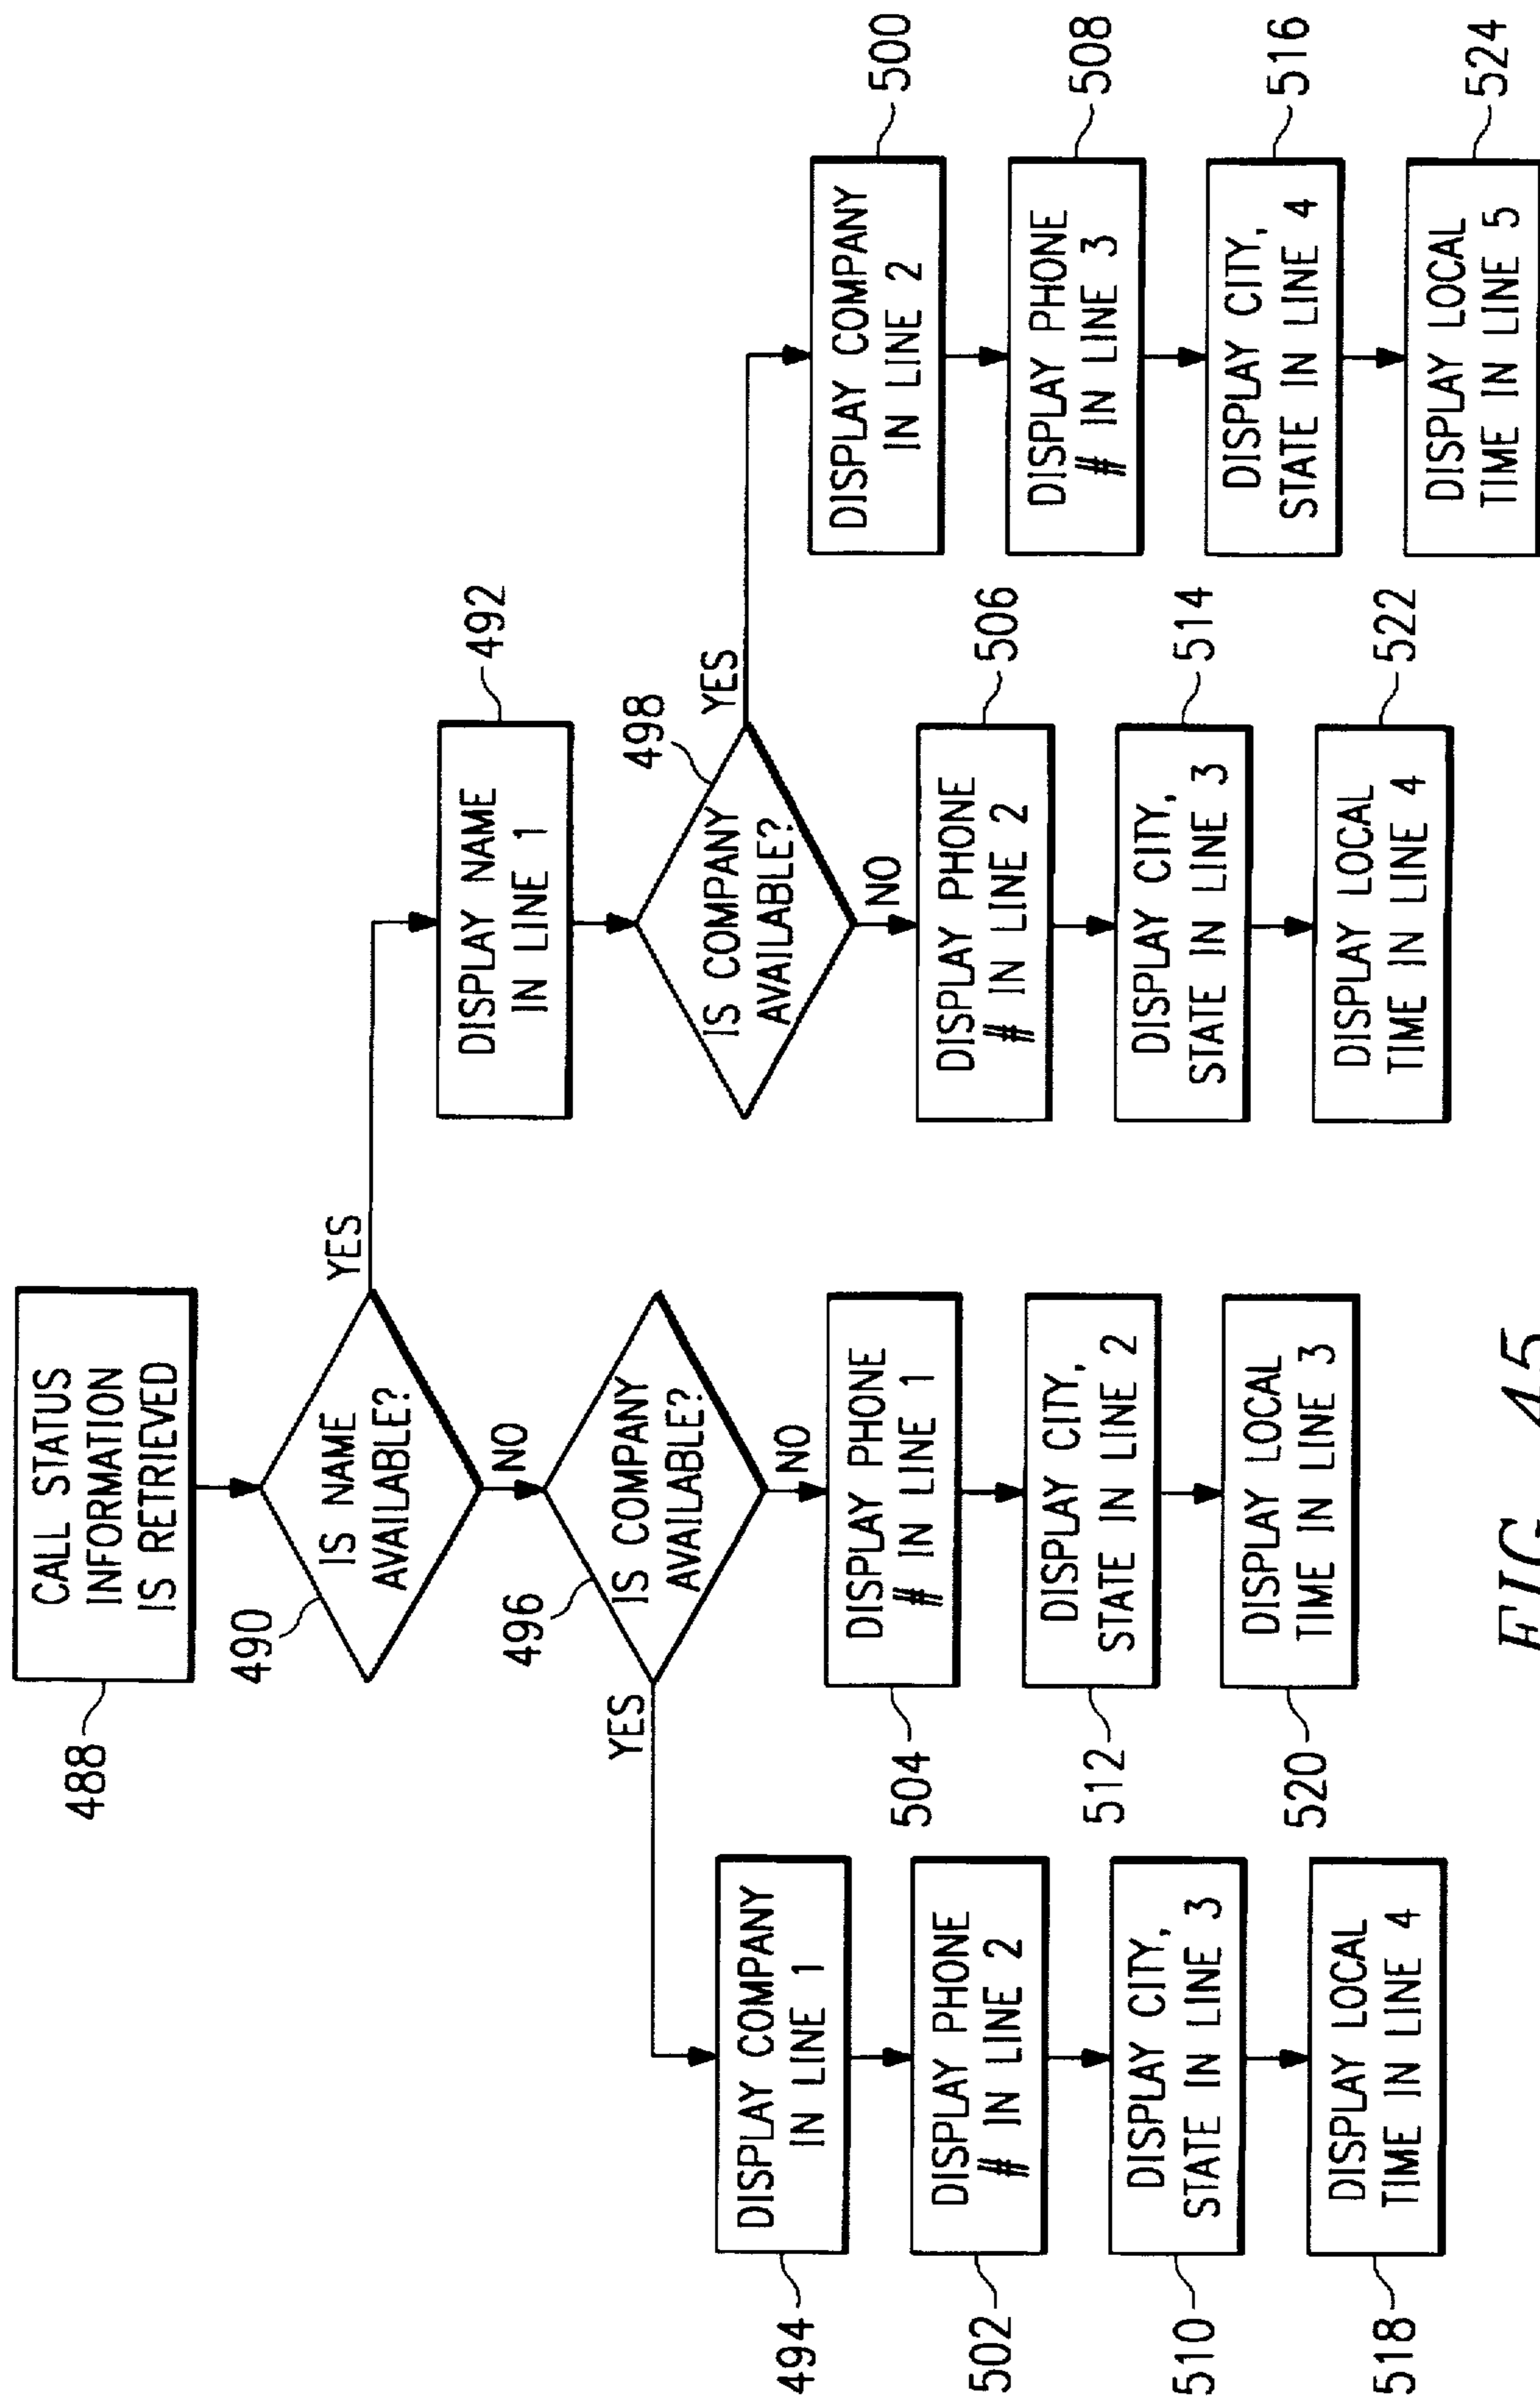 CALL STATUS
INFORMATION
IS RETRIEVED
488
490
IS NAME
AVAILABLE?
YES
NO
DISPLAY NAME
IN LINE 1
492
496
IS COMPANY
AVAILABLE?
YES
NO
498
IS COMPANY
AVAILABLE?
YES
NO
DISPLAY COMPANY
IN LINE 1
494
DISPLAY PHONE
# IN LINE 2
502
DISPLAY CITY,
STATE IN LINE 3
510
DISPLAY LOCAL
TIME IN LINE 4
518
DISPLAY PHONE
# IN LINE 1
504
DISPLAY CITY,
STATE IN LINE 2
512
DISPLAY LOCAL
TIME IN LINE 3
520
DISPLAY PHONE
# IN LINE 2
506
DISPLAY CITY,
STATE IN LINE 3
514
DISPLAY LOCAL
TIME IN LINE 4
522
DISPLAY COMPANY
IN LINE 2
500
DISPLAY PHONE
# IN LINE 3
508
DISPLAY CITY,
STATE IN LINE 4
516
DISPLAY LOCAL
TIME IN LINE 5
524
FIG. 45